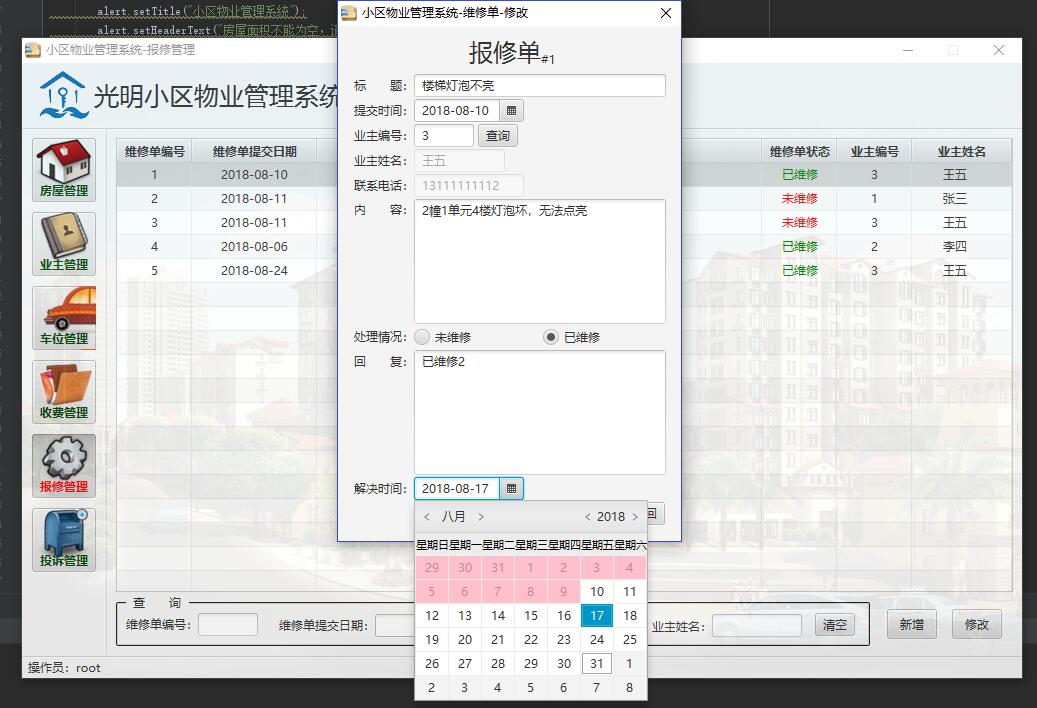 alert.setTitle("小区物业管理系统");
alert.setHeaderText("房屋面积不能为空,
小区物业管理系统-报修管理
光明小区物业管理系统
房屋管理
业主管理
车位管理
收费管理
报修管理
投诉管理
维修单编号 维修单提交日期 维修单状态 业主编号 业主姓名
1 2018-08-10 已维修 3 王五
2 2018-08-11 未维修 1 张三
3 2018-08-11 未维修 3 王五
4 2018-08-06 已维修 2 李四
5 2018-08-24 已维修 3 王五
查 询
维修单编号: 维修单提交日期: 业主姓名: 清空
新增 修改
操作员: root
小区物业管理系统-维修单-修改
报修单#1
标 题: 楼梯灯泡不亮
提交时间: 2018-08-10
业主编号: 3 查询
业主姓名: 王五
联系电话: 13111111112
内 容: 2幢1单元4楼灯泡坏，无法点亮
处理情况: 未维修 已维修
回 复: 已维修2
解决时间: 2018-08-17
回
< 八月 > < 2018 >
星期日星期一星期二星期三星期四星期五星期六
29 30 31 1 2 3 4
5 6 7 8 9 10 11
12 13 14 15 16 17 18
19 20 21 22 23 24 25
26 27 28 29 30 31 1
2 3 4 5 6 7 8